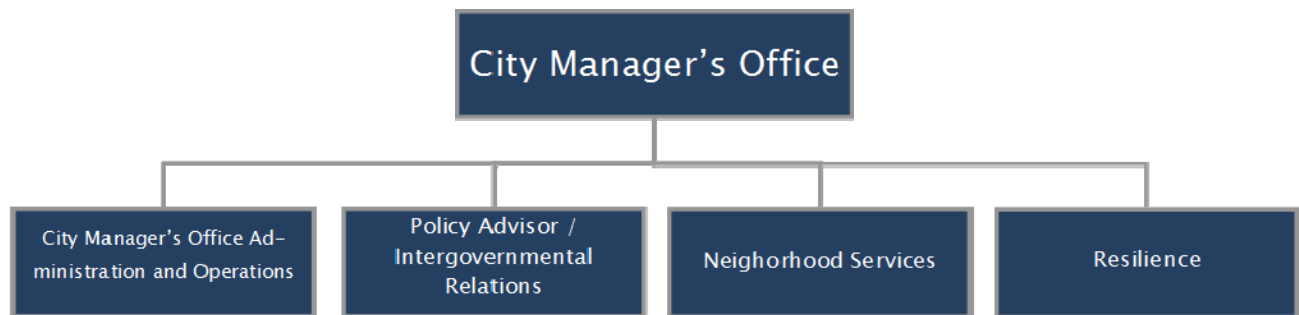 City Manager's Office
City Manager's Office Ad-
ministration and Operations
Policy Advisor /
Intergovernmental
Relations
Neighorhood Services
Resilience